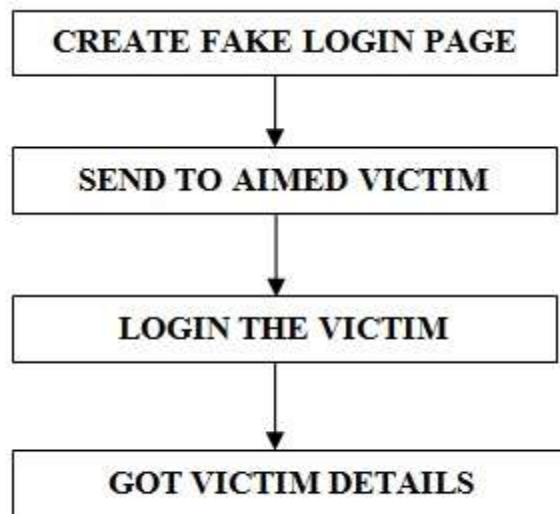 CREATE FAKE LOGIN PAGE
SEND TO AIMED VICTIM
LOGIN THE VICTIM
GOT VICTIM DETAILS